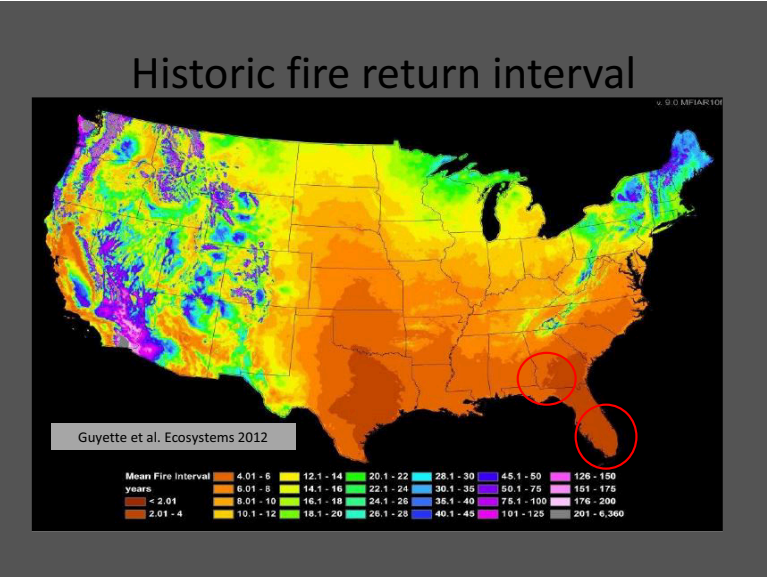 Historic fire return interval
v. 9.0 MFIAR10
Guyette et al. Ecosystems 2012
Mean Fire Interval
years
< 2.01
2.01 - 4
4.01 - 6
6.01 - 8
8.01 - 10
10.1 - 12
12.1 - 14
14.1 - 16
16.1 - 18
18.1 - 20
20.1 - 22
22.1 - 24
24.1 - 26
26.1 - 28
28.1 - 30
30.1 - 35
35.1 - 40
40.1 - 45
45.1 - 50
50.1 - 75
75.1 - 100
101 - 125
126 - 150
151 - 175
176 - 200
201 - 6,360